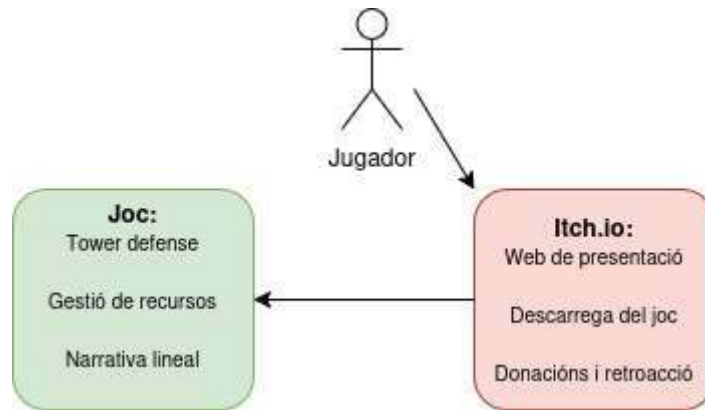 Jugador
Joc:
Tower defense
Gestió de recursos
Narrativa lineal
Itch.io:
Web de presentació
Descarrega del joc
Donacións i retroacció